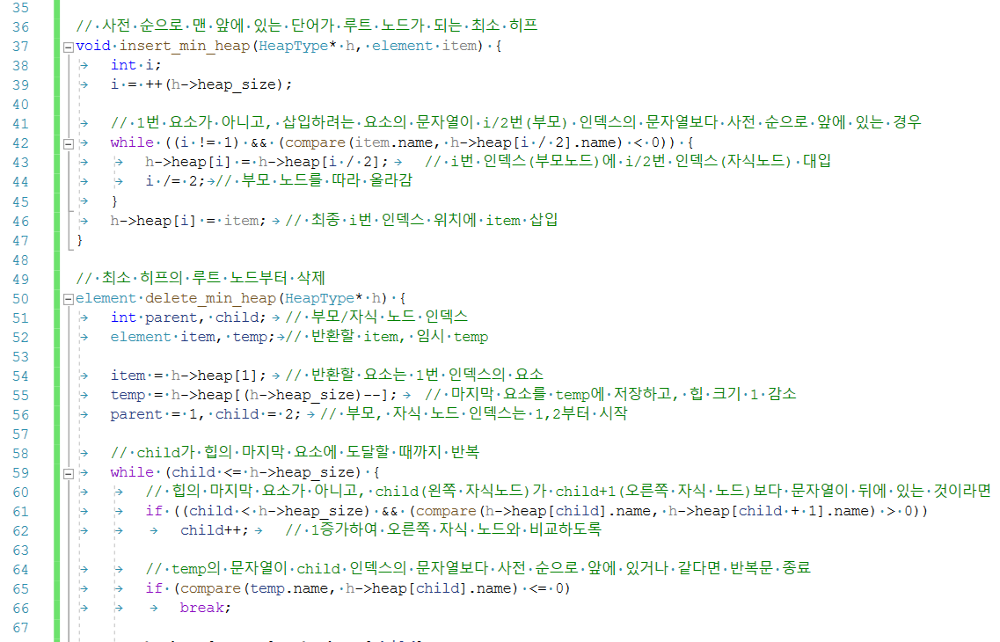 35
36 // 사전 순으로 맨 앞에 있는 단어가 루트 노드가 되는 최소 히프
37 void insert_min_heap(HeapType* h, element item) {
38 int i;
39 i = ++(h->heap_size);
40
41 // 1번 요소가 아니고, 삽입하려는 요소의 문자열이 i/2번(부모) 인덱스의 문자열보다 사전 순으로 앞에 있는 경우
42 while ((i != 1) && (compare(item.name, h->heap[i / 2].name) < 0)) {
43 h->heap[i] = h->heap[i / 2]; // i번 인덱스(부모노드)에 i/2번 인덱스(자식노드) 대입
44 i /= 2; // 부모 노드를 따라 올라감
45 }
46 h->heap[i] = item; // 최종 i번 인덱스 위치에 item 삽입
47 }
48
49 // 최소 히프의 루트 노드부터 삭제
50 element delete_min_heap(HeapType* h) {
51 int parent, child; // 부모/자식 노드 인덱스
52 element item, temp; // 반환할 item, 임시 temp
53
54 item = h->heap[1]; // 반환할 요소는 1번 인덱스의 요소
55 temp = h->heap[(h->heap_size)--]; // 마지막 요소를 temp에 저장하고, 힙 크기 1 감소
56 parent = 1, child = 2; // 부모, 자식 노드 인덱스는 1,2부터 시작
57
58 // child가 힙의 마지막 요소에 도달할 때까지 반복
59 while (child <= h->heap_size) {
60 // 힙의 마지막 요소가 아니고, child(왼쪽 자식노드)가 child+1(오른쪽 자식 노드)보다 문자열이 뒤에 있는 것이라면
61 if ((child < h->heap_size) && (compare(h->heap[child].name, h->heap[child + 1].name) > 0))
62 child++; // 1증가하여 오른쪽 자식 노드와 비교하도록
63
64 // temp의 문자열이 child 인덱스의 문자열보다 사전 순으로 앞에 있거나 같다면 반복문 종료
65 if (compare(temp.name, h->heap[child].name) <= 0)
66 break;
67